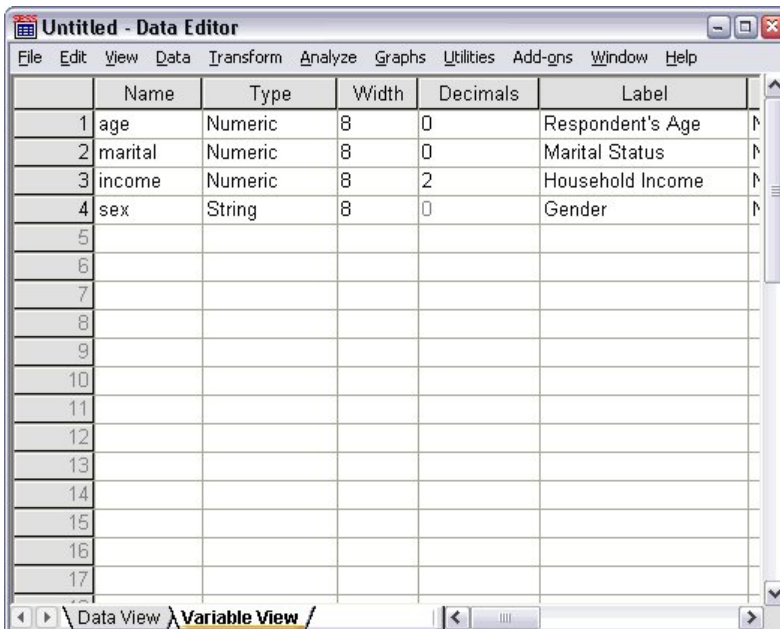 Untitled - Data Editor
File Edit View Data Transform Analyze Graphs Utilities Add-ons Window Help
Name Type Width Decimals Label
1 age Numeric 8 0 Respondent's Age
2 marital Numeric 8 0 Marital Status
3 income Numeric 8 2 Household Income
4 sex String 8 0 Gender
5
6
7
8
9
10
11
12
13
14
15
16
17
Data View Variable View